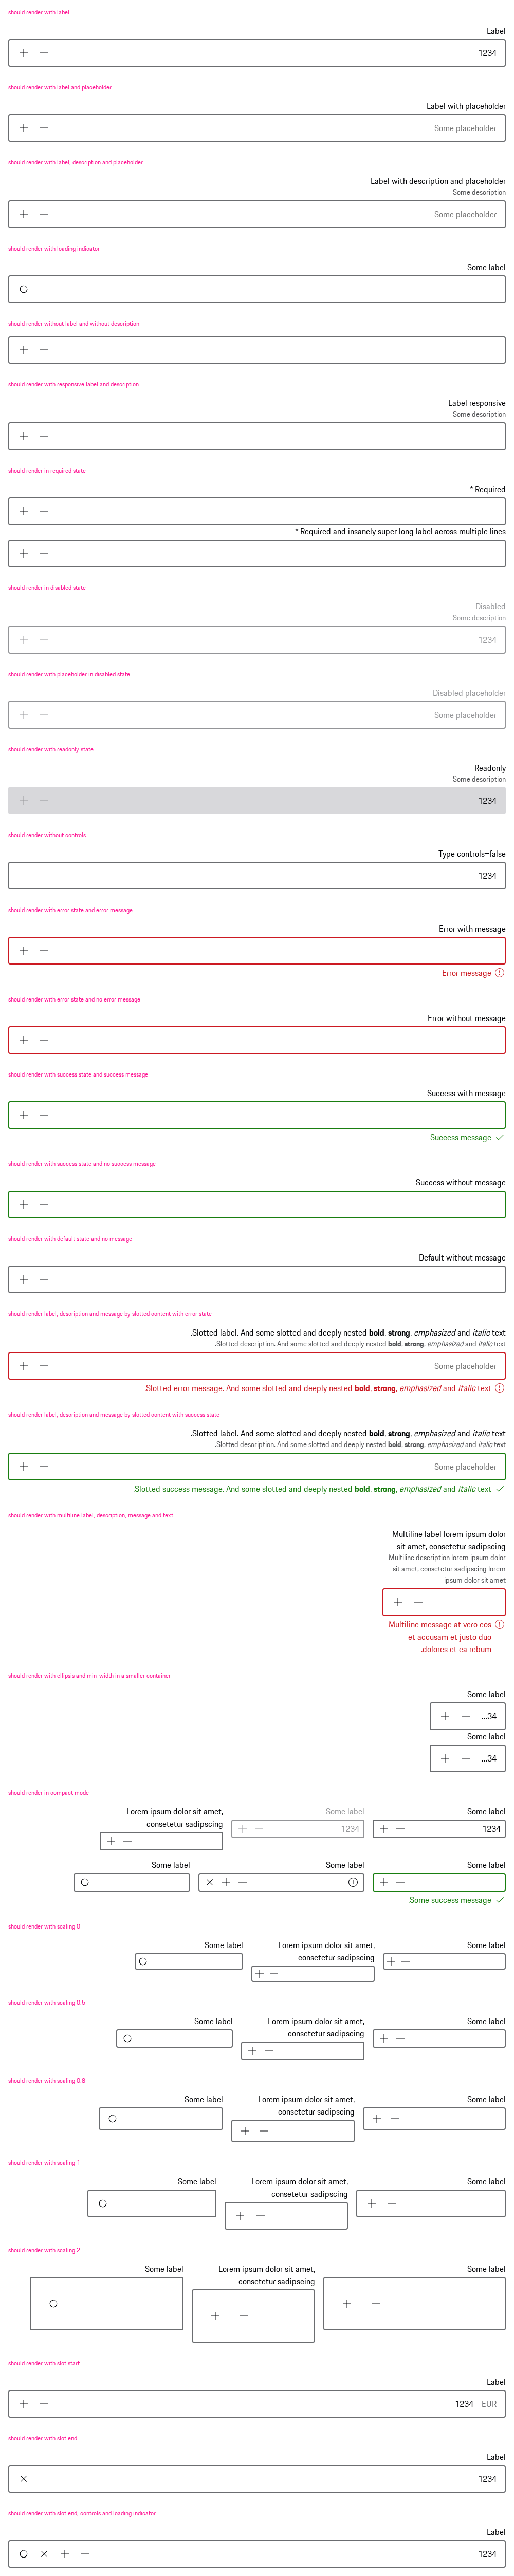 should render with label
Label
1234
should render with label and placeholder
Label with placeholder
Some placeholder
should render with label, description and placeholder
Label with description and placeholder
Some description
Some placeholder
should render with loading indicator
Some label
should render without label and without description
should render with responsive label and description
Label responsive
Some description
should render in required state
* Required
* Required and insanely super long label across multiple lines
should render in disabled state
Disabled
Some description
1234
should render with placeholder in disabled state
Disabled placeholder
Some placeholder
should render with readonly state
Readonly
Some description
1234
should render without controls
Type controls=false
1234
should render with error state and error message
Error with message
Error message
should render with error state and no error message
Error without message
should render with success state and success message
Success with message
Success message
should render with success state and no success message
Success without message
should render with default state and no message
Default without message
should render label, description and message by slotted content with error state
.Slotted label. And some slotted and deeply nested bold, strong, emphasized and italic text
.Slotted description. And some slotted and deeply nested bold, strong, emphasized and italic text
Some placeholder
.Slotted error message. And some slotted and deeply nested bold, strong, emphasized and italic text
should render label, description and message by slotted content with success state
.Slotted label. And some slotted and deeply nested bold, strong, emphasized and italic text
.Slotted description. And some slotted and deeply nested bold, strong, emphasized and italic text
Some placeholder
.Slotted success message. And some slotted and deeply nested bold, strong, emphasized and italic text
should render with multiline label, description, message and text
Multiline label lorem ipsum dolor
sit amet, consetetur sadipscing
Multiline description lorem ipsum dolor
sit amet, consetetur sadipscing lorem
ipsum dolor sit amet
Multiline message at vero eos
et accusam et justo duo
.dolores et ea rebum
should render with ellipsis and min-width in a smaller container
Some label
...34
Some label
...34
should render in compact mode
Lorem ipsum dolor sit amet,
consetetur sadipscing
Some label
1234
Some label
1234
Some label
Some label
Some label
.Some success message
should render with scaling 0
Some label
Lorem ipsum dolor sit amet,
consetetur sadipscing
Some label
should render with scaling 0.5
Some label
Lorem ipsum dolor sit amet,
consetetur sadipscing
Some label
should render with scaling 0.8
Some label
Lorem ipsum dolor sit amet,
consetetur sadipscing
Some label
should render with scaling 1
Some label
Lorem ipsum dolor sit amet,
consetetur sadipscing
Some label
should render with scaling 2
Some label
Lorem ipsum dolor sit amet,
consetetur sadipscing
Some label
should render with slot start
Label
1234 EUR
should render with slot end
Label
1234
should render with slot end, controls and loading indicator
Label
1234